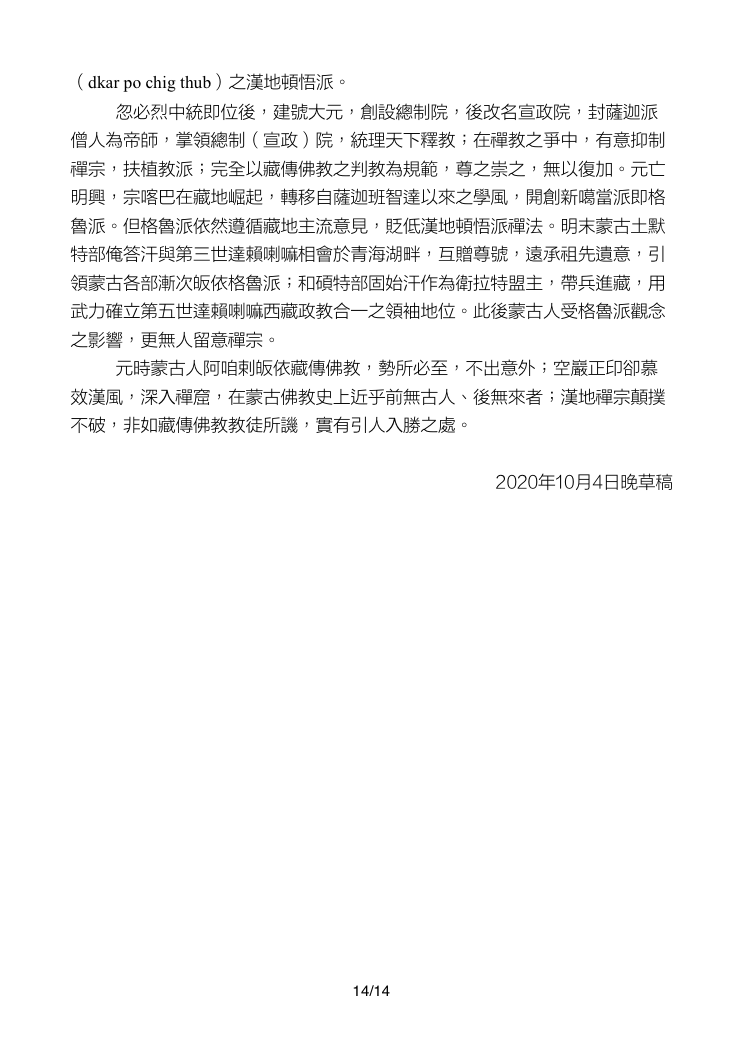 （dkar po chig thub）之漢地頓悟派。
忽必烈中統即位後，建號大元，創設總制院，後改名宣政院，封薩迦派
僧人為帝師，掌領總制（宣政）院，統理天下釋教；在禪教之爭中，有意抑制
禪宗，扶植教派；完全以藏傳佛教之判教為規範，尊之崇之，無以復加。元亡
明興，宗喀巴在藏地崛起，轉移自薩迦班智達以來之學風，開創新噶當派即格
魯派。但格魯派依然遵循藏地主流意見，貶低漢地頓悟派禪法。明末蒙古土默
特部俺答汗與第三世達賴喇嘛相會於青海湖畔，互贈尊號，遠承祖先遺意，引
領蒙古各部漸次皈依格魯派；和碩特部固始汗作為衛拉特盟主，帶兵進藏，用
武力確立第五世達賴喇嘛西藏政教合一之領袖地位。此後蒙古人受格魯派觀念
之影響，更無人留意禪宗。
元時蒙古人阿咱剌皈依藏傳佛教，勢所必至，不出意外；空巖正印卻慕
效漢風，深入禪窟，在蒙古佛教史上近乎前無古人、後無來者；漢地禪宗顛撲
不破，非如藏傳佛教教徒所譏，實有引人入勝之處。
2020年10月4日晚草稿
14/14